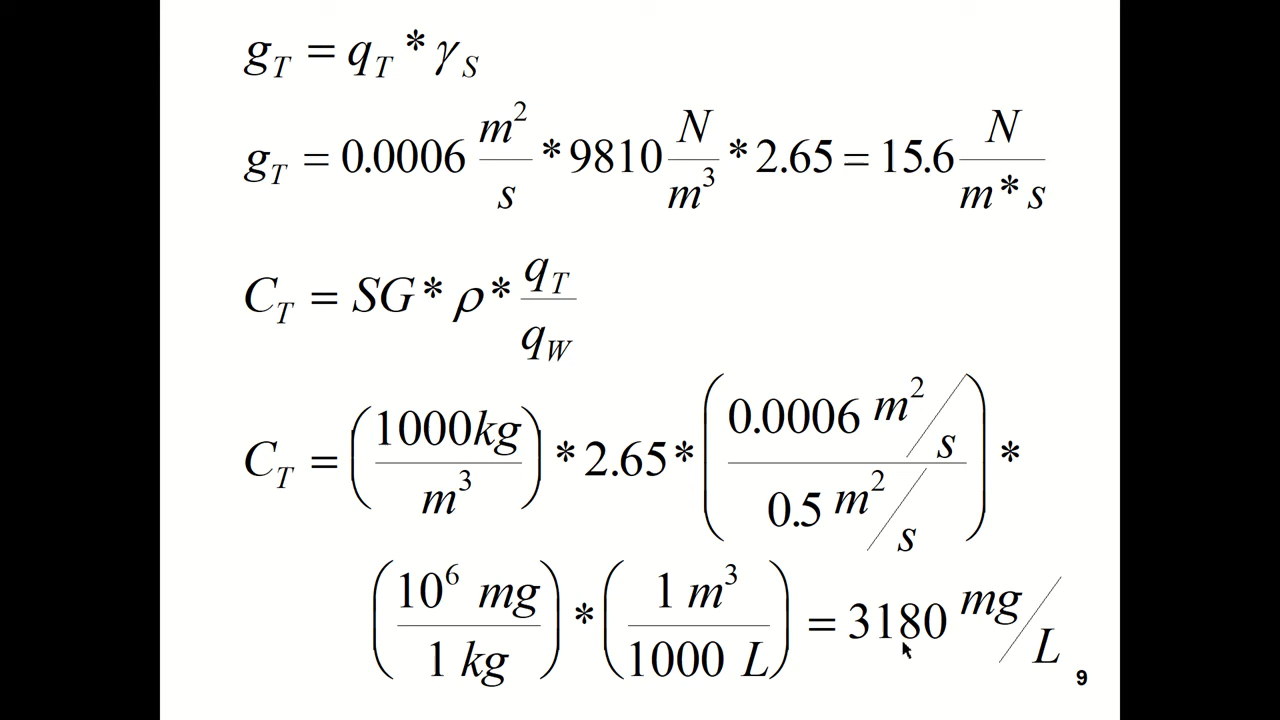 g_T = q_T * γ_S
g_T = 0.0006 m²/s * 9810 N/m³ * 2.65 = 15.6 N/(m * s)
C_T = SG * ρ * q_T/q_W
C_T = (1000kg/m³) * 2.65 * (0.0006 m²/s / 0.5 m²/s) *
(10⁶ mg/1 kg) * (1 m³/1000 L) = 3180 mg/L
9